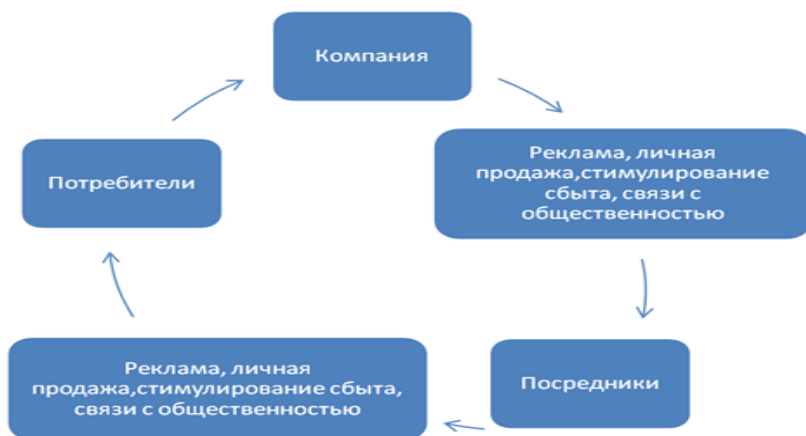 Компания
Реклама, личная
продажа,стимулирование
сбыта, связи с
общественностью
Посредники
Реклама, личная
продажа,стимулирование сбыта,
связи с общественностью
Потребители